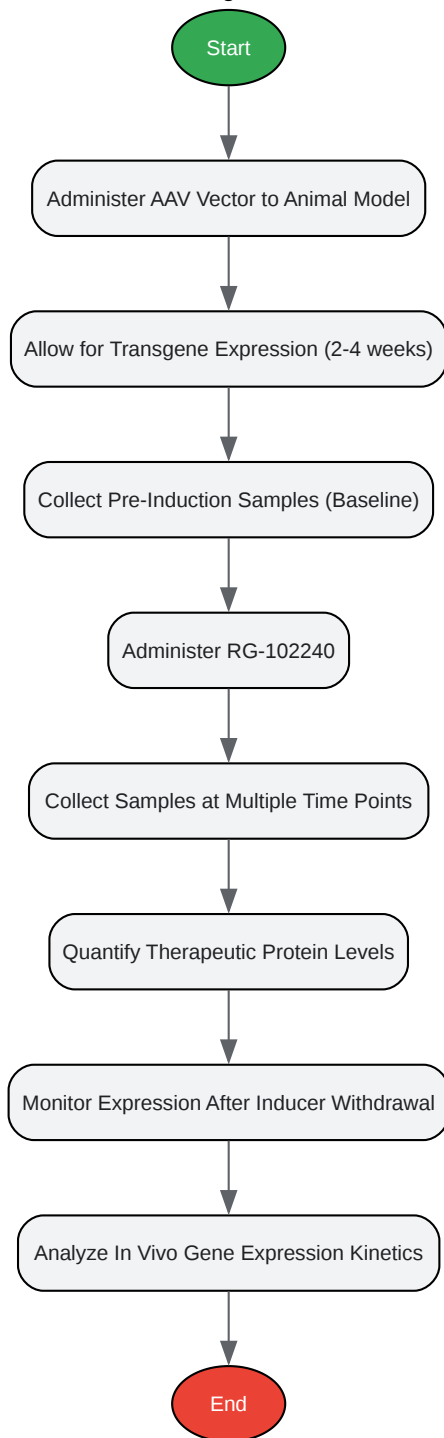 Start
Administer AAV Vector to Animal Model
Allow for Transgene Expression (2-4 weeks)
Collect Pre-Induction Samples (Baseline)
Administer RG-102240
Collect Samples at Multiple Time Points
Quantify Therapeutic Protein Levels
Monitor Expression After Inducer Withdrawal
Analyze In Vivo Gene Expression Kinetics
End